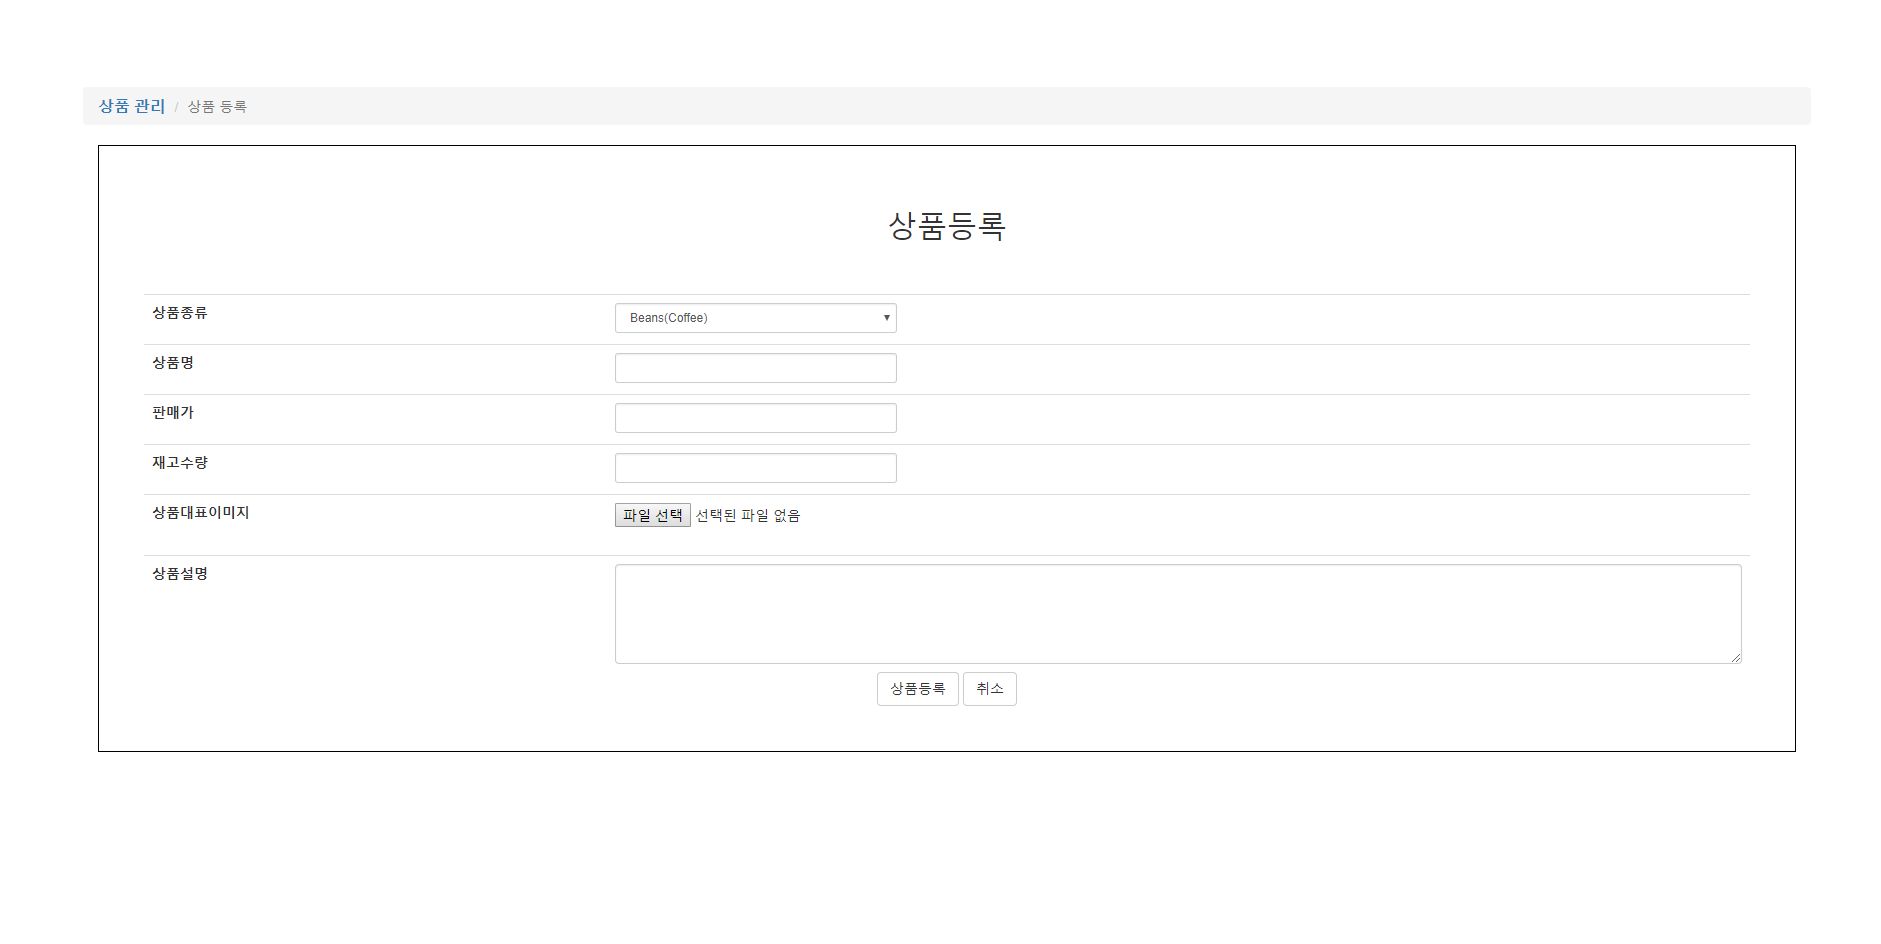 상품 관리 / 상품 등록
상품등록
상품종류 Beans(Coffee)
상품명
판매가
재고수량
상품대표이미지 파일 선택 선택된 파일 없음
상품설명
상품등록 취소